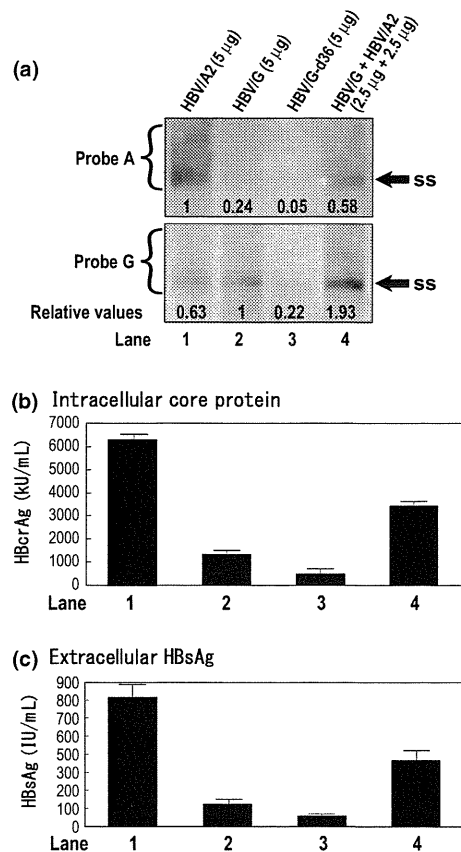 (a)
HBV/A2 (5 µg)
HBV/G (5 µg)
HBV/G-d36 (5 µg)
HBV/G + HBV/A2
(2.5 µg + 2.5 µg)
Probe A
1 0.24 0.05 0.58
ss
Probe G
ss
Relative values 0.63 1 0.22 1.93
Lane 1 2 3 4
(b) Intracellular core protein
HBcrAg (kU/mL)
7000
6000
5000
4000
3000
2000
1000
0
Lane 1 2 3 4
(c) Extracellular HBsAg
HBsAg (IU/mL)
900
800
700
600
500
300
200
100
0
Lane 1 2 3 4